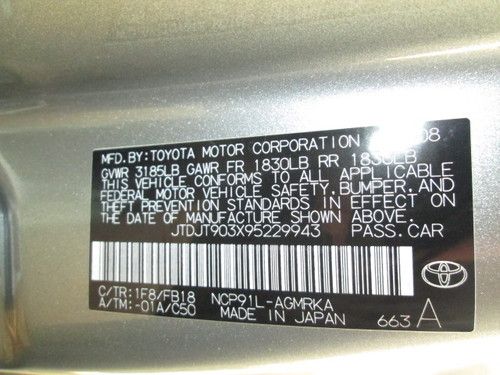 MFD.BY:TOYOTA MOTOR CORPORATION 08
GVWR 3185LB GAWR FR 1830LB RR 1830LB
THIS VEHICLE CONFORMS TO ALL APPLICABLE
FEDERAL MOTOR VEHICLE SAFETY.BUMPER.AND
THEFT PREVENTION STANDARDS IN EFFECT ON
THE DATE OF MANUFACTURE SHOWN ABOVE.
JTDJT903X95229943 PASS.CAR
C/TR:1F8/FB18 NCP91L-AGMRKA
A/TM:-01A/C50 MADE IN JAPAN 663 A
TOYOTA